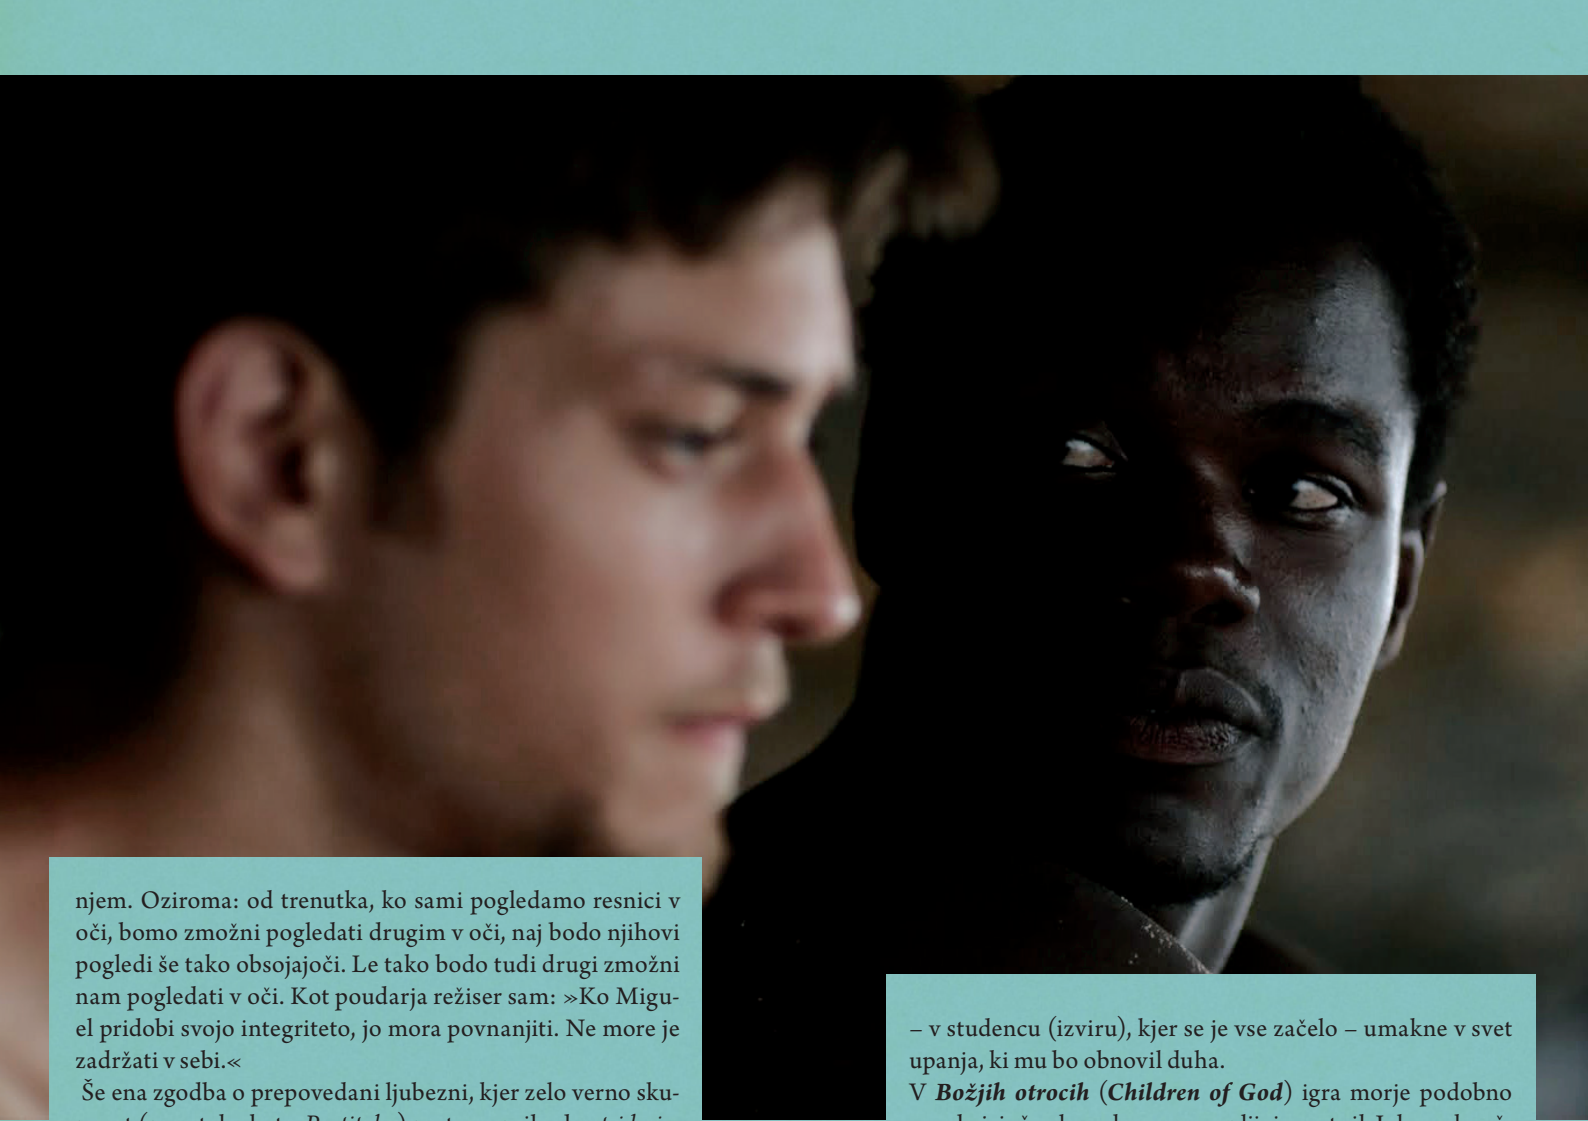 njem. Oziroma: od trenutka, ko sami pogledamo resnici v
oči, bomo zmožni pogledati drugim v oči, naj bodo njihovi
pogledi še tako obsojajoči. Le tako bodo tudi drugi zmožni
nam pogledati v oči. Kot poudarja režiser sam: »Ko Migu-
el pridobi svojo integriteto, jo mora povnanjiti. Ne more je
zadržati v sebi.«
Še ena zgodba o prepovedani ljubezni, kjer zelo verno sku-
– v studencu (izviru), kjer se je vse začelo – umakne v svet
upanja, ki mu bo obnovil duha.
V Božjih otrocih (Children of God) igra morje podobno